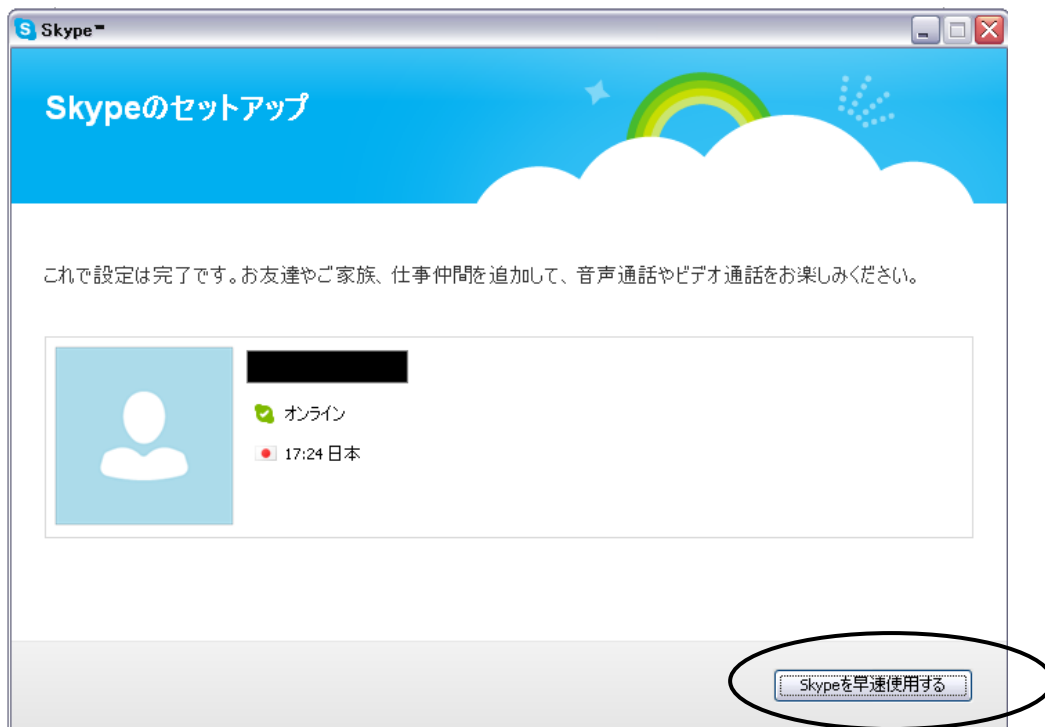 Skype™
Skypeのセットアップ
これで設定は完了です。お友達やご家族、仕事仲間を追加して、音声通話やビデオ通話をお楽しみください。
オンライン
17:24 日本
Skypeを早速使用する